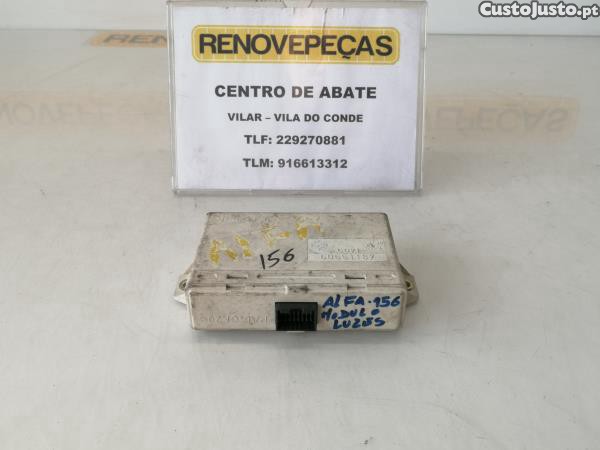 CustoJusto.pt
RENOVEPEÇAS
CENTRO DE ABATE
VILAR – VILA DO CONDE
TLF: 229270881
TLM: 916613312
RENOVEPEÇAS
156
ALFA-156
MODULO
LUZES